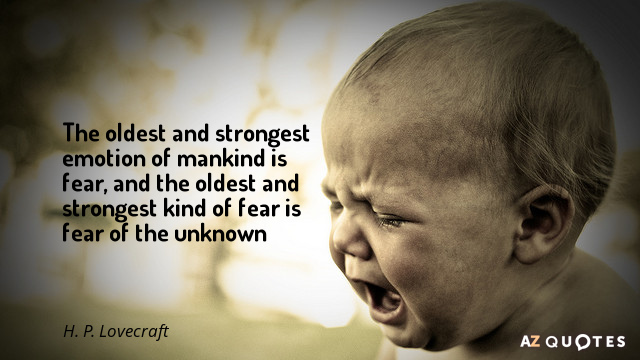 The oldest and strongest
emotion of mankind is
fear, and the oldest and
strongest kind of fear is
fear of the unknown
H. P. Lovecraft
AZ QUOTES